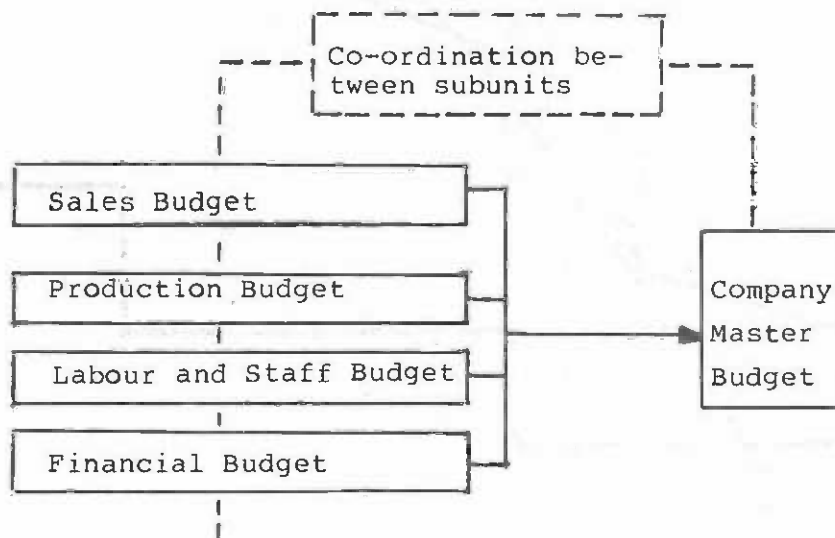 Co-ordination be-
tween subunits
Sales Budget
Production Budget
Labour and Staff Budget
Financial Budget
Company
Master
Budget